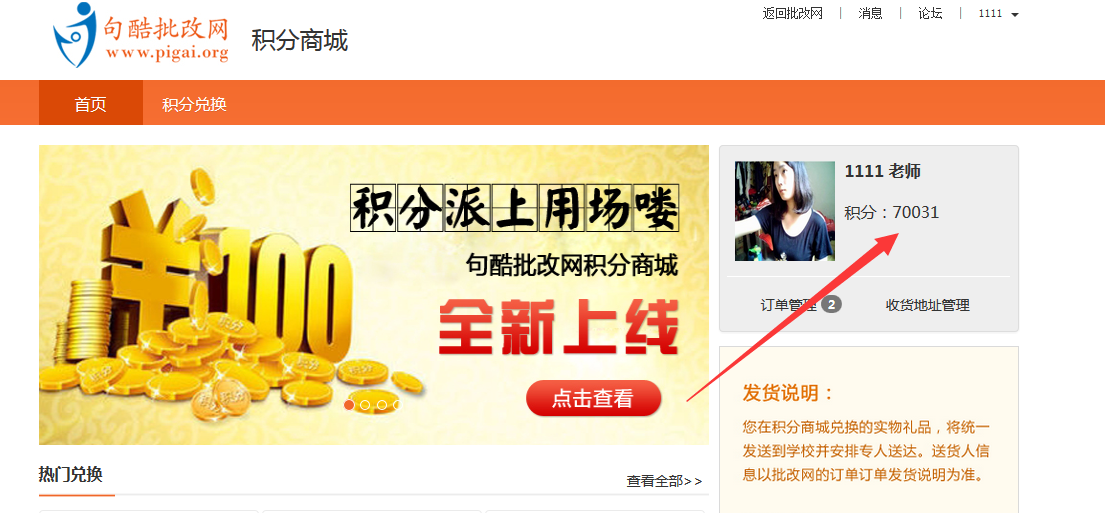 句酷批改网
www.pigai.org
积分商城
返回批改网 | 消息 | 论坛 | 1111
首页
积分兑换
¥100
积分派上用场喽
句酷批改网积分商城
全新上线
点击查看
积分
积分
1111 老师
积分：70031
订单管理 2
收货地址管理
发货说明：
您在积分商城兑换的实物礼品，将统一
发送到学校并安排专人送达。送货人信
息以批改网的订单订单发货说明为准。
热门兑换
查看全部>>